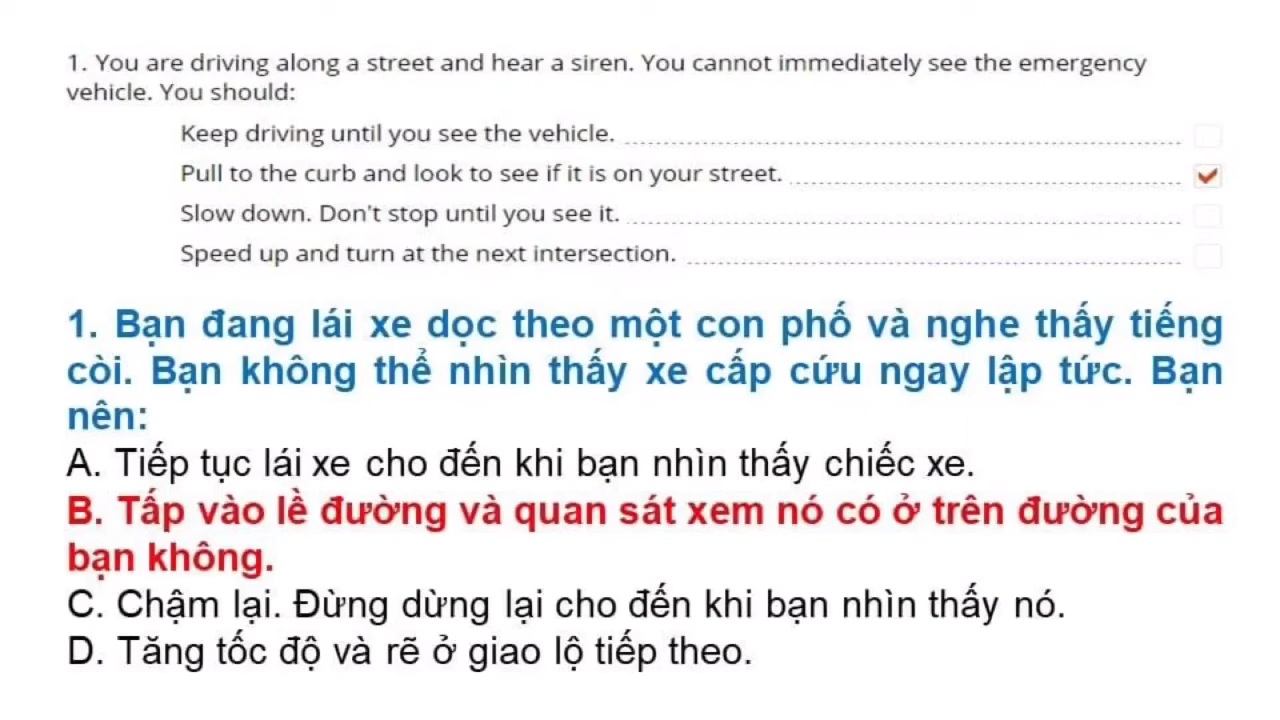 1. You are driving along a street and hear a siren. You cannot immediately see the emergency
vehicle. You should:
Keep driving until you see the vehicle.
Pull to the curb and look to see if it is on your street.
Slow down. Don't stop until you see it.
Speed up and turn at the next intersection.
1. Bạn đang lái xe dọc theo một con phố và nghe thấy tiếng
còi. Bạn không thể nhìn thấy xe cấp cứu ngay lập tức. Bạn
nên:
A. Tiếp tục lái xe cho đến khi bạn nhìn thấy chiếc xe.
B. Tấp vào lề đường và quan sát xem nó có ở trên đường của
bạn không.
C. Chậm lại. Đừng dừng lại cho đến khi bạn nhìn thấy nó.
D. Tăng tốc độ và rẽ ở giao lộ tiếp theo.